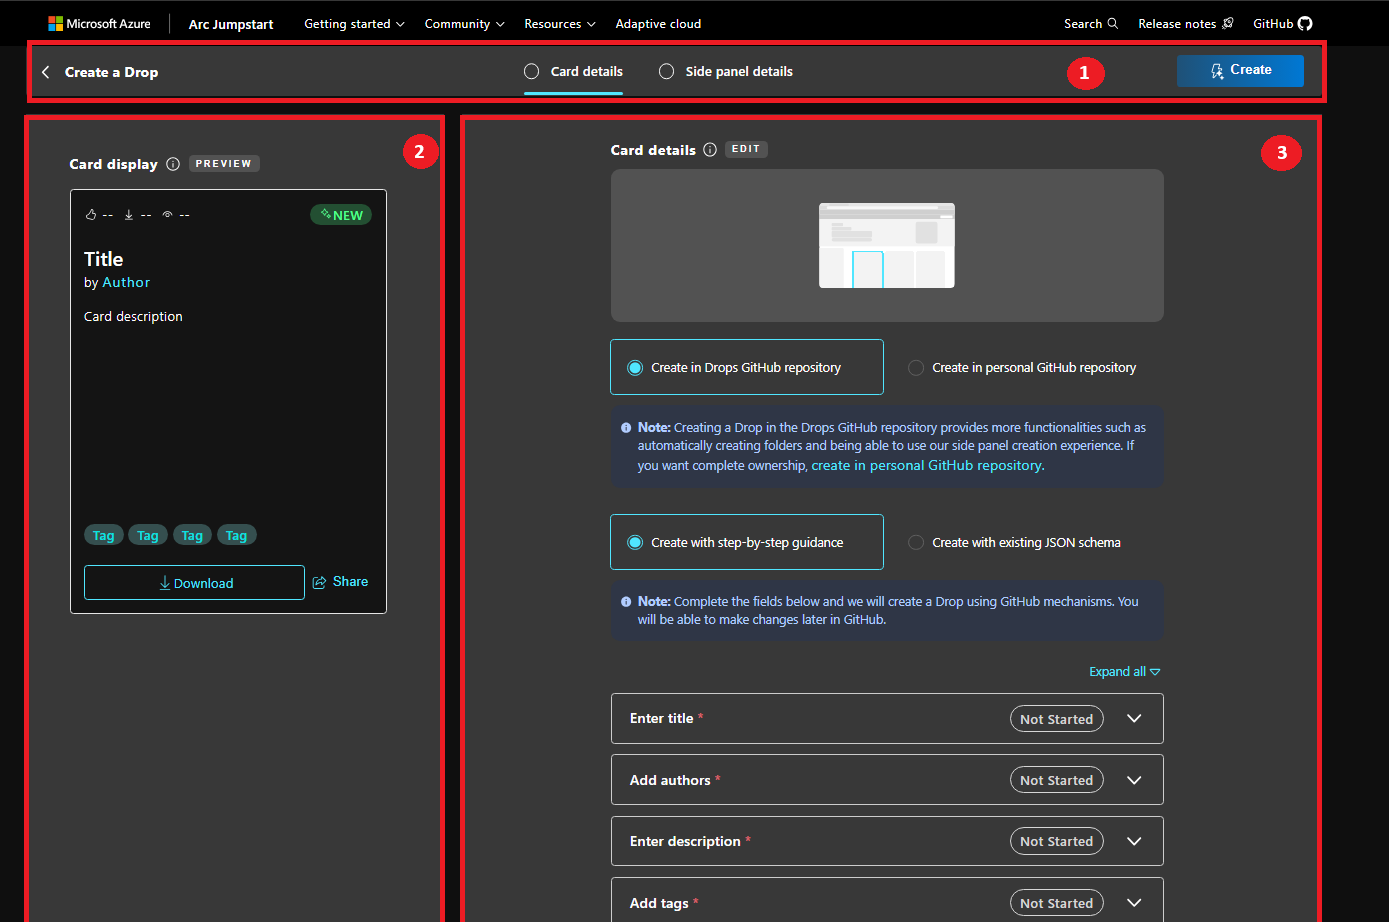 Microsoft Azure Arc Jumpstart Getting started Community Resources Adaptive cloud Search Release notes GitHub
Create a Drop Card details Side panel details 1 Create
Card display PREVIEW 2
-- -- -- NEW
Title
by Author
Card description
Tag Tag Tag Tag
Download Share
Card details EDIT 3
Create in Drops GitHub repository Create in personal GitHub repository
Note: Creating a Drop in the Drops GitHub repository provides more functionalities such as
automatically creating folders and being able to use our side panel creation experience. If
you want complete ownership, create in personal GitHub repository.
Create with step-by-step guidance Create with existing JSON schema
Note: Complete the fields below and we will create a Drop using GitHub mechanisms. You
will be able to make changes later in GitHub.
Expand all
Enter title * Not Started
Add authors * Not Started
Enter description * Not Started
Add tags * Not Started